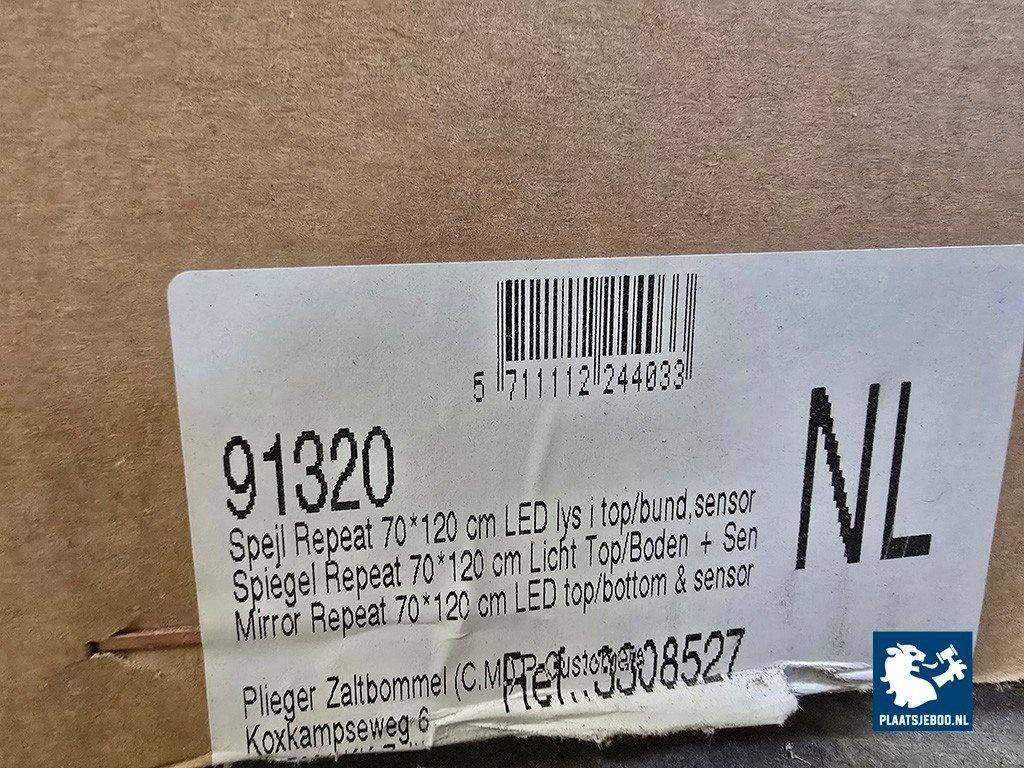 5 711112 244033
NL
91320
Spejl Repeat 70*120 cm LED lys i top/bund,sensor
Spiegel Repeat 70*120 cm Licht Top/Boden + Sen
Mirror Repeat 70*120 cm LED top/bottom & sensor
Plieger Zaltbommel
Ref.:3308527
Koxkampseweg 6
PLAATSJEBOD.NL